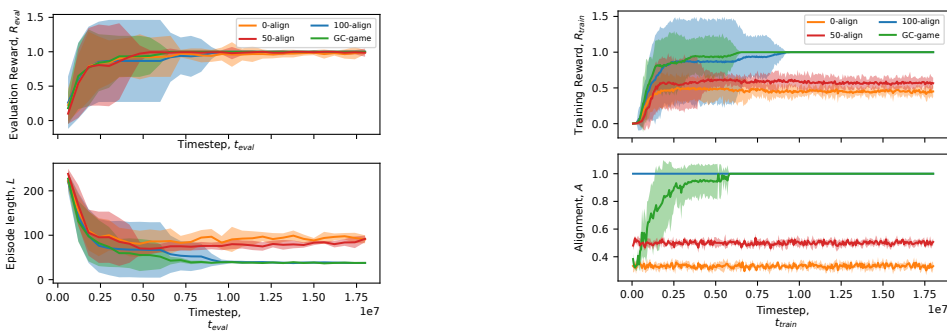 Evaluation Reward, R_eval
1.5
1.0
0.5
0.0
0-align
50-align
100-align
GC-game
Timestep, t_eval
Training Reward, R_train
1.5
1.0
0.5
0.0
0-align
50-align
100-align
GC-game
Episode length, L
200
100
0
0.00 0.25 0.50 0.75 1.00 1.25 1.50 1.75
1e7
Timestep,
t_eval
Alignment, A
1.0
0.8
0.6
0.4
0.00 0.25 0.50 0.75 1.00 1.25 1.50 1.75
1e7
Timestep,
t_train